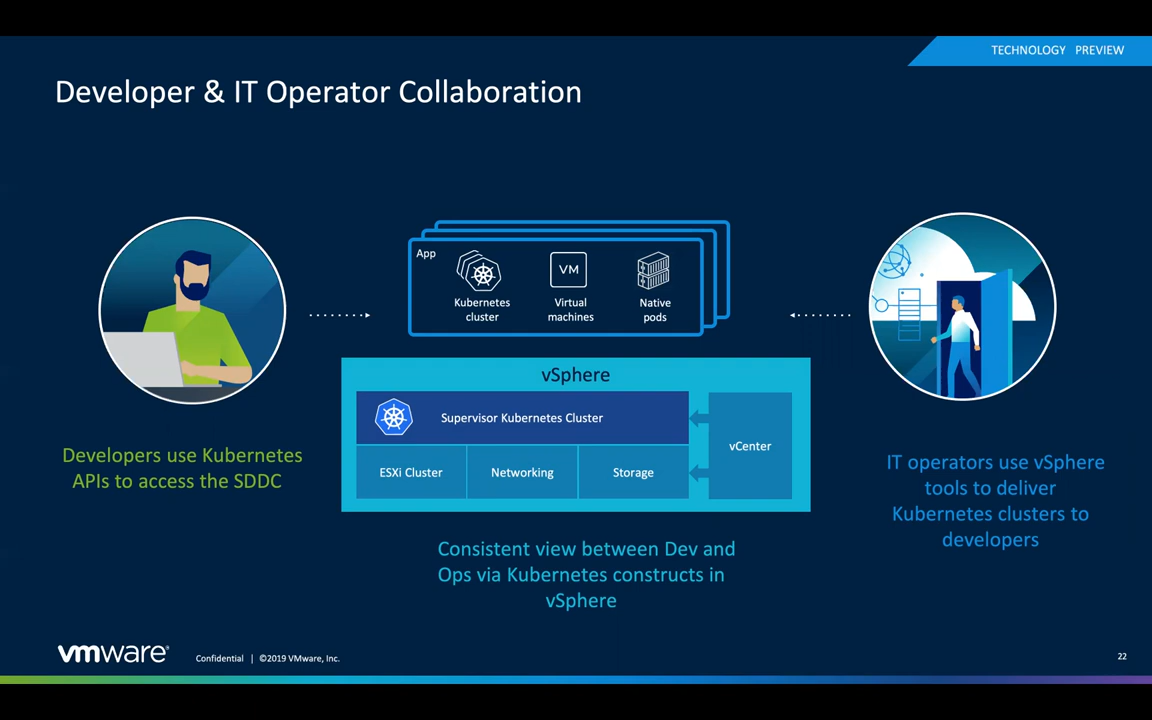 TECHNOLOGY PREVIEW
Developer & IT Operator Collaboration
App
Kubernetes
cluster
VM
Virtual
machines
Native
pods
vSphere
Supervisor Kubernetes Cluster
ESXi Cluster
Networking
Storage
vCenter
Developers use Kubernetes
APIs to access the SDDC
IT operators use vSphere
tools to deliver
Kubernetes clusters to
developers
Consistent view between Dev and
Ops via Kubernetes constructs in
vSphere
vmware®
Confidential | ©2019 VMware, Inc.
22